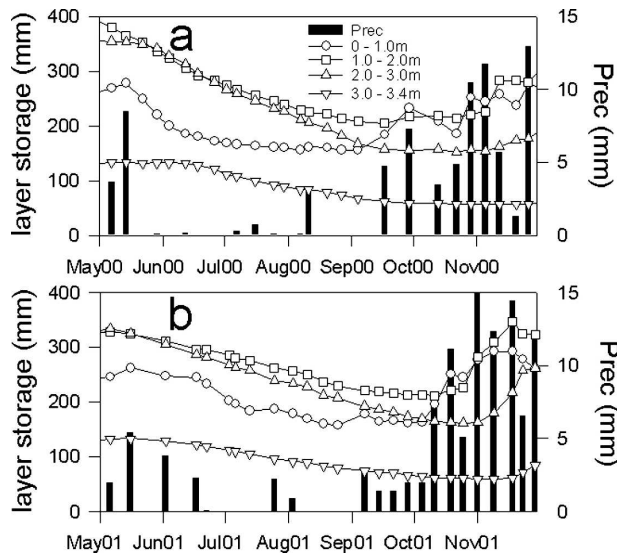 400
300
200
100
0
layer storage (mm)
a
Prec
0 - 1.0m
1.0 - 2.0m
2.0 - 3.0m
3.0 - 3.4m
15
10
5
0
Prec (mm)
May00 Jun00 Jul00 Aug00 Sep00 Oct00 Nov00
400
300
200
100
0
layer storage (mm)
b
15
10
5
0
Prec (mm)
May01 Jun01 Jul01 Aug01 Sep01 Oct01 Nov01